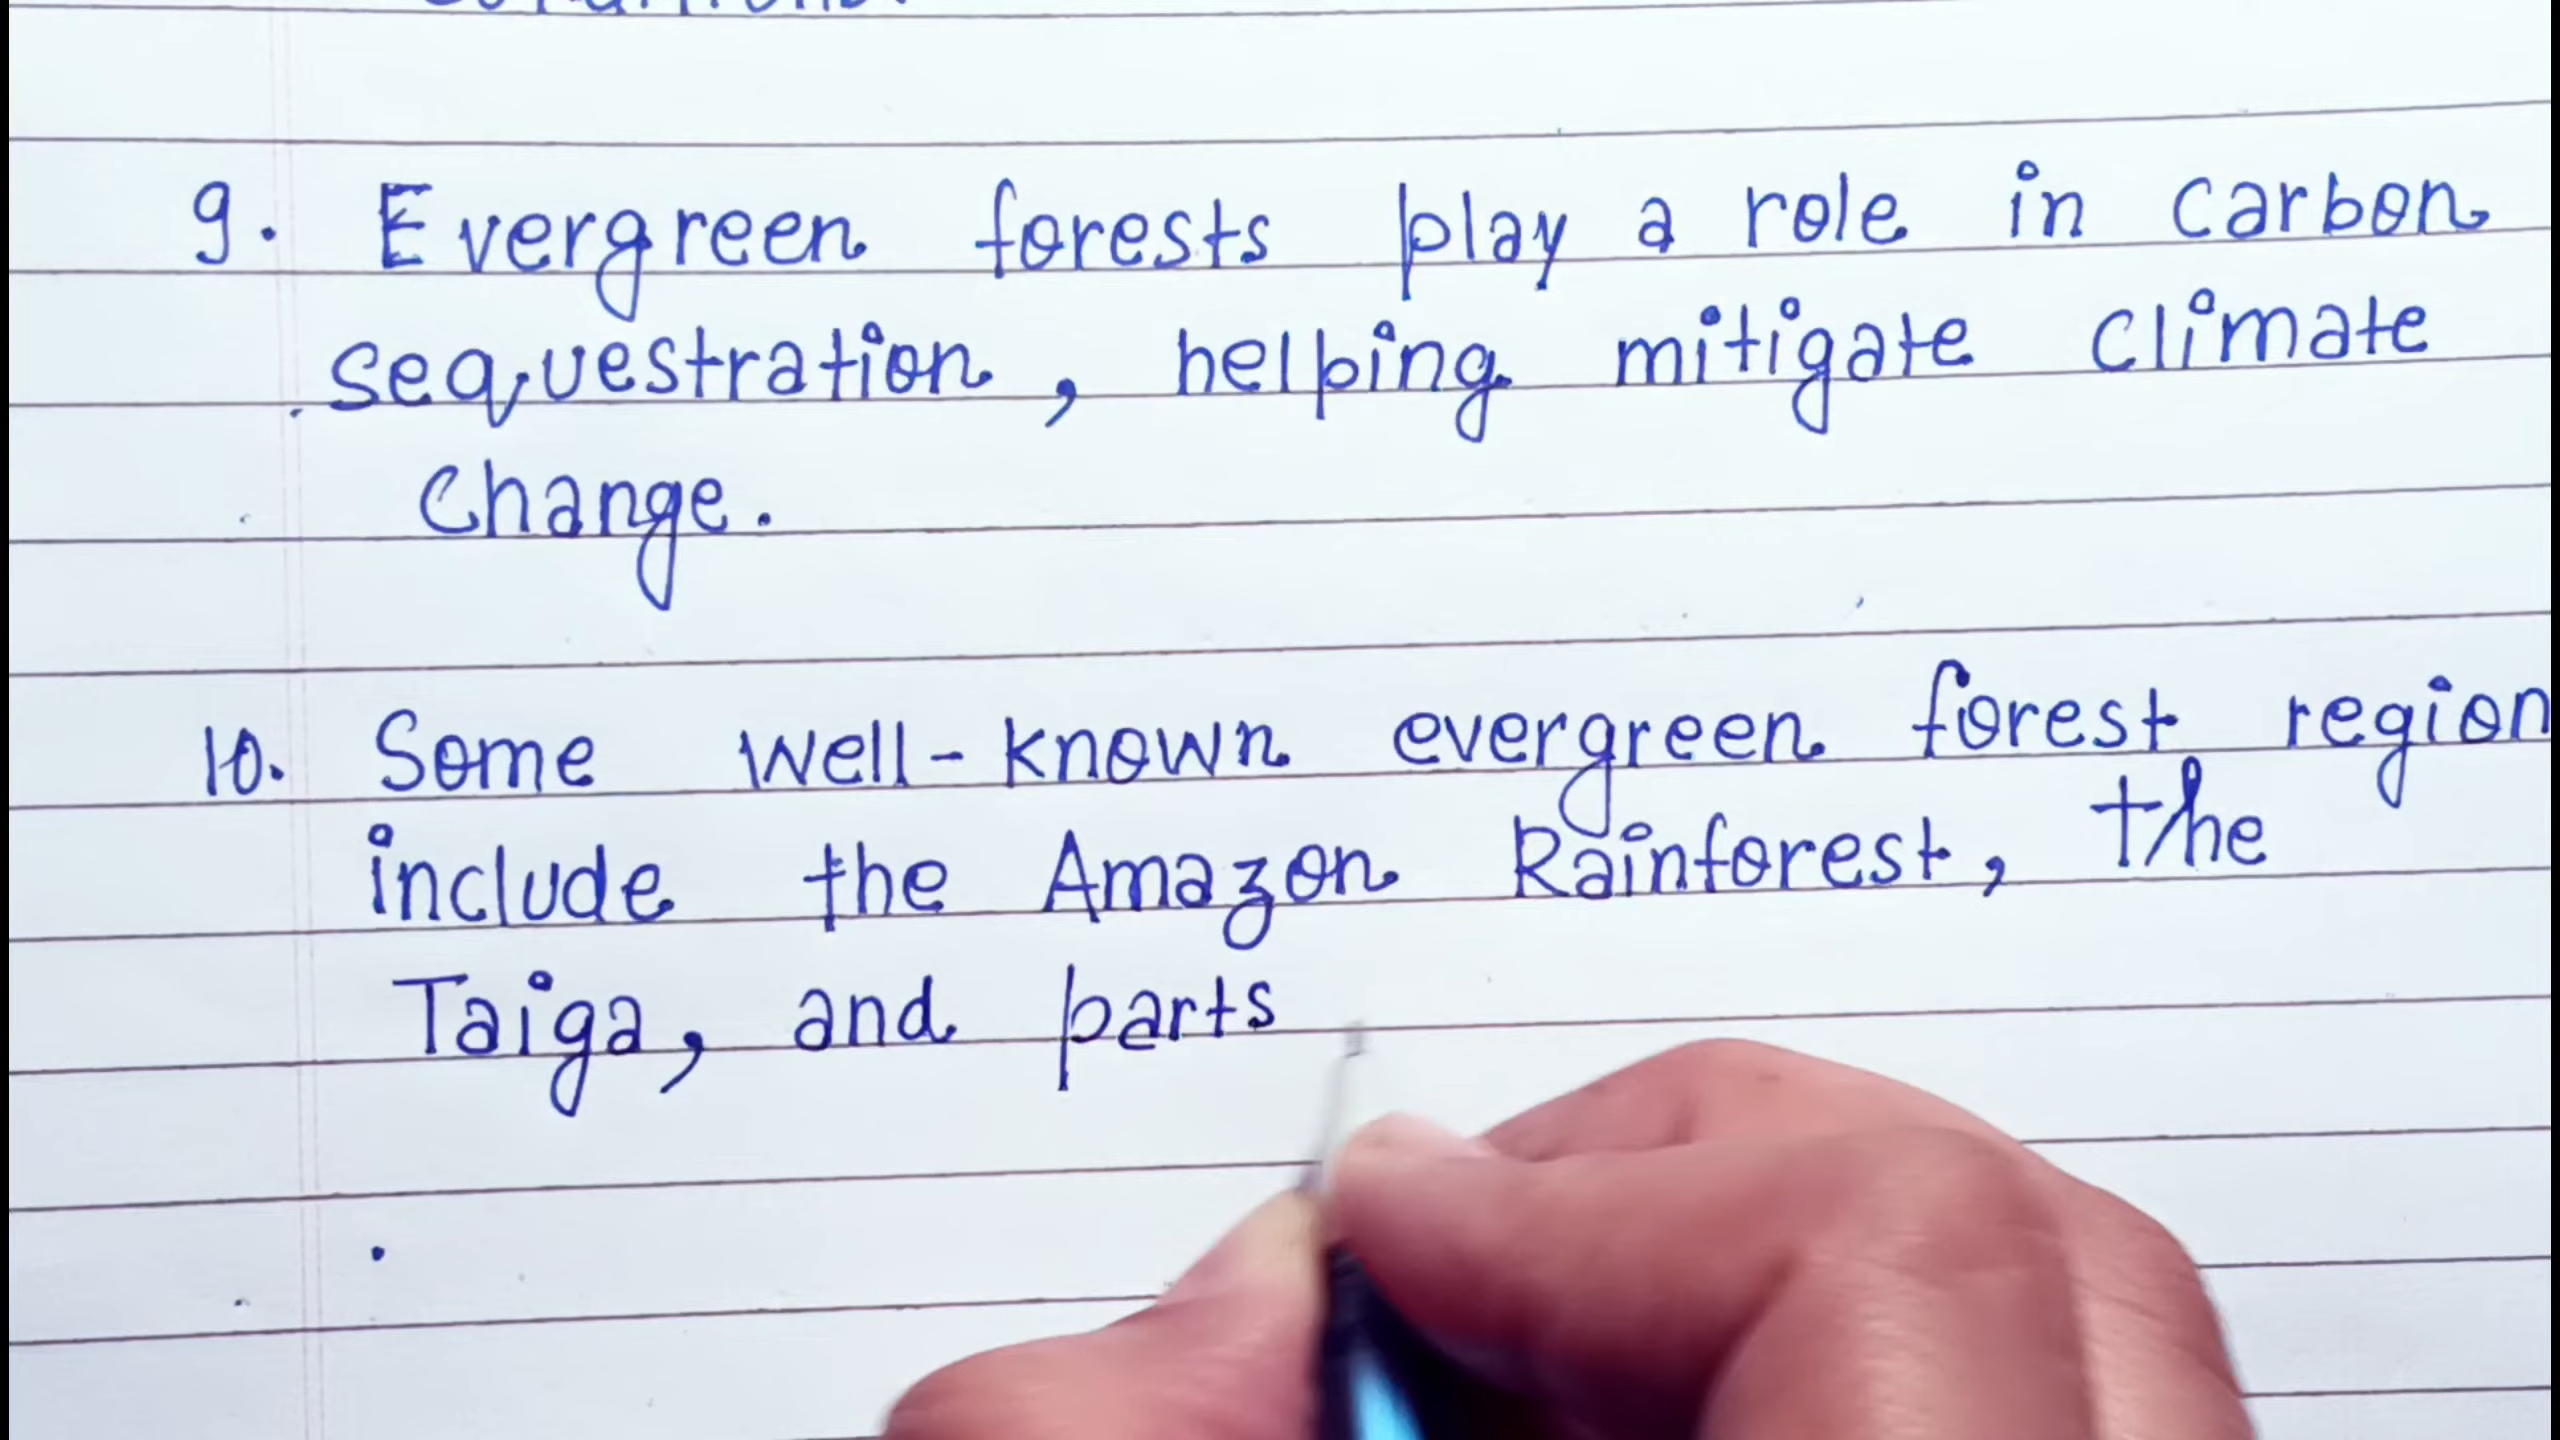 9. Evergreen forests play a role in carbon
sequestration, helping mitigate climate
change.
10. Some well-known evergreen forest region
include the Amazon Rainforest, the
Taiga, and parts